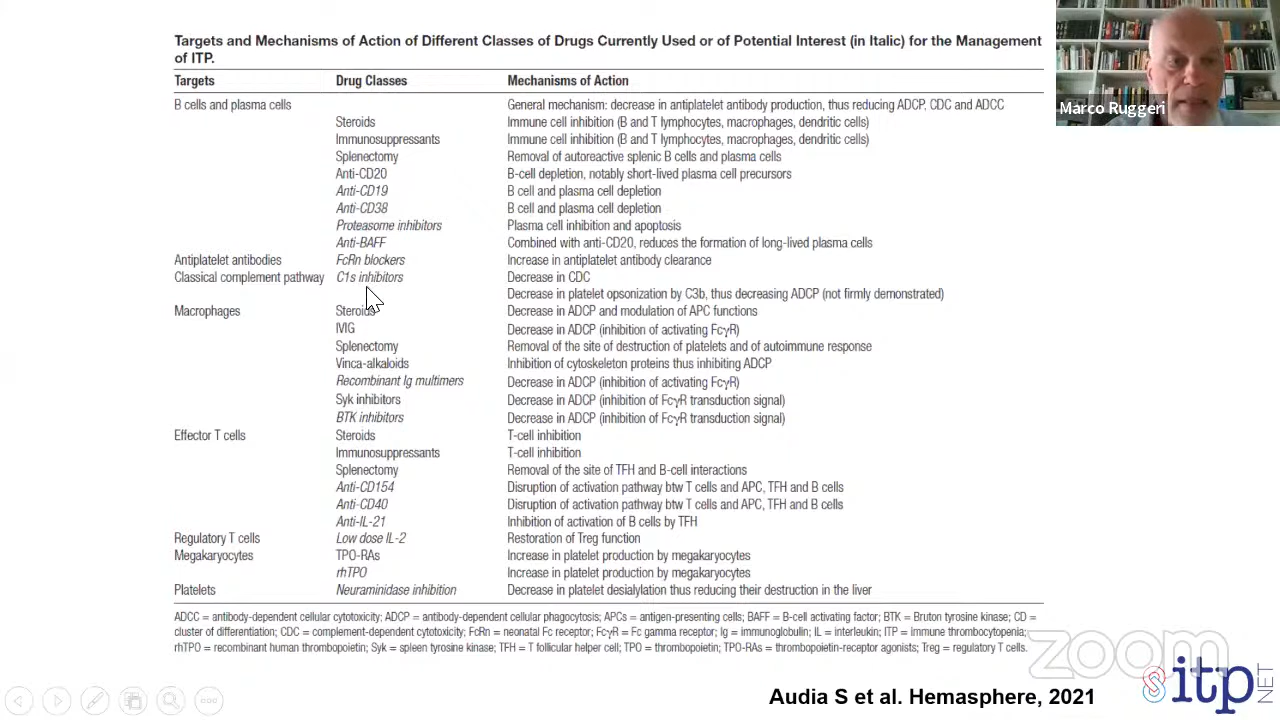 Targets and Mechanisms of Action of Different Classes of Drugs Currently Used or of Potential Interest (in Italic) for the Management
of ITP.
Targets Drug Classes Mechanisms of Action
B cells and plasma cells General mechanism: decrease in antiplatelet antibody production, thus reducing ADCP, CDC and ADCC
Steroids Immune cell inhibition (B and T lymphocytes, macrophages, dendritic cells)
Immunosuppressants Immune cell inhibition (B and T lymphocytes, macrophages, dendritic cells)
Splenectomy Removal of autoreactive splenic B cells and plasma cells
Anti-CD20 B-cell depletion, notably short-lived plasma cell precursors
Anti-CD19 B cell and plasma cell depletion
Anti-CD38 B cell and plasma cell depletion
Proteasome inhibitors Plasma cell inhibition and apoptosis
Anti-BAFF Combined with anti-CD20, reduces the formation of long-lived plasma cells
Antiplatelet antibodies FcRn blockers Increase in antiplatelet antibody clearance
Classical complement pathway C1s inhibitors Decrease in CDC
Decrease in platelet opsonization by C3b, thus decreasing ADCP (not firmly demonstrated)
Macrophages Steroids Decrease in ADCP and modulation of APC functions
IVIG Decrease in ADCP (inhibition of activating FcγR)
Splenectomy Removal of the site of destruction of platelets and of autoimmune response
Vinca-alkaloids Inhibition of cytoskeleton proteins thus inhibiting ADCP
Recombinant Ig multimers Decrease in ADCP (inhibition of activating FcγR)
Syk inhibitors Decrease in ADCP (inhibition of FcγR transduction signal)
BTK inhibitors Decrease in ADCP (inhibition of FcγR transduction signal)
Effector T cells Steroids T-cell inhibition
Immunosuppressants T-cell inhibition
Splenectomy Removal of the site of TFH and B-cell interactions
Anti-CD154 Disruption of activation pathway btw T cells and APC, TFH and B cells
Anti-CD40 Disruption of activation pathway btw T cells and APC, TFH and B cells
Anti-IL-21 Inhibition of activation of B cells by TFH
Regulatory T cells Low dose IL-2 Restoration of Treg function
Megakaryocytes TPO-RAs Increase in platelet production by megakaryocytes
rhTPO Increase in platelet production by megakaryocytes
Platelets Neuraminidase inhibition Decrease in platelet desialylation thus reducing their destruction in the liver
ADCC = antibody-dependent cellular cytotoxicity; ADCP = antibody-dependent cellular phagocytosis; APCs = antigen-presenting cells; BAFF = B-cell activating factor; BTK = Bruton tyrosine kinase; CD =
cluster of differentiation; CDC = complement-dependent cytotoxicity; FcRn = neonatal Fc receptor; FcγR = Fc gamma receptor; Ig = immunoglobulin; IL = interleukin; ITP = immune thrombocytopenia;
rhTPO = recombinant human thrombopoietin; Syk = spleen tyrosine kinase; TFH = T follicular helper cell; TPO = thrombopoietin; TPO-RAs = thrombopoietin-receptor agonists; Treg = regulatory T cells.
Marco Ruggeri
zoom
Audia S et al. Hemasphere, 2021
itp NET